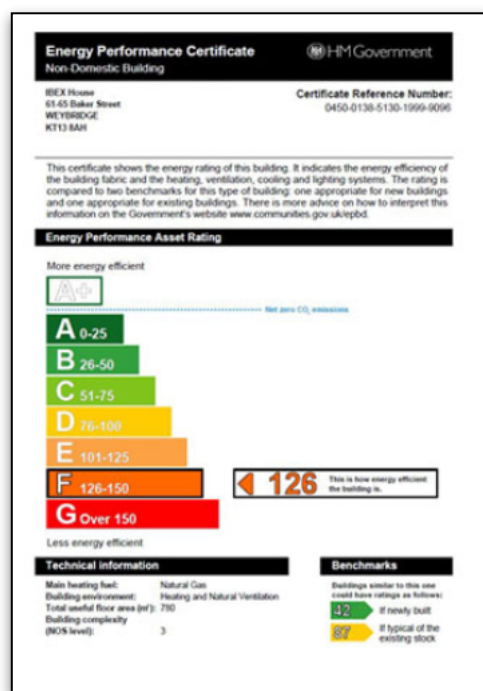 Energy Performance Certificate
HM Government
Non-Domestic Building
IBEX House
61-65 Baker Street
WEYBRIDGE
KT13 8AH
Certificate Reference Number:
0450-0138-5130-1999-9096
This certificate shows the energy rating of this building. It indicates the energy efficiency of
the building fabric and the heating, ventilation, cooling and lighting systems. The rating is
compared to two benchmarks for this type of building: one appropriate for new buildings
and one appropriate for existing buildings. There is more advice on how to interpret this
information on the Government's website www.communities.gov.uk/epbd.
Energy Performance Asset Rating
More energy efficient
A+
Net zero CO₂ emissions
A 0-25
B 26-50
C 51-75
D 76-100
E 101-125
F 126-150
126
This is how energy efficient
the building is.
G Over 150
Less energy efficient
Technical information
Main heating fuel: Natural Gas
Building environment: Heating and Natural Ventilation
Total useful floor area (m²): 780
Building complexity
(NOS level): 3
Benchmarks
Buildings similar to this one
could have ratings as follows:
42 If newly built
87 If typical of the
existing stock